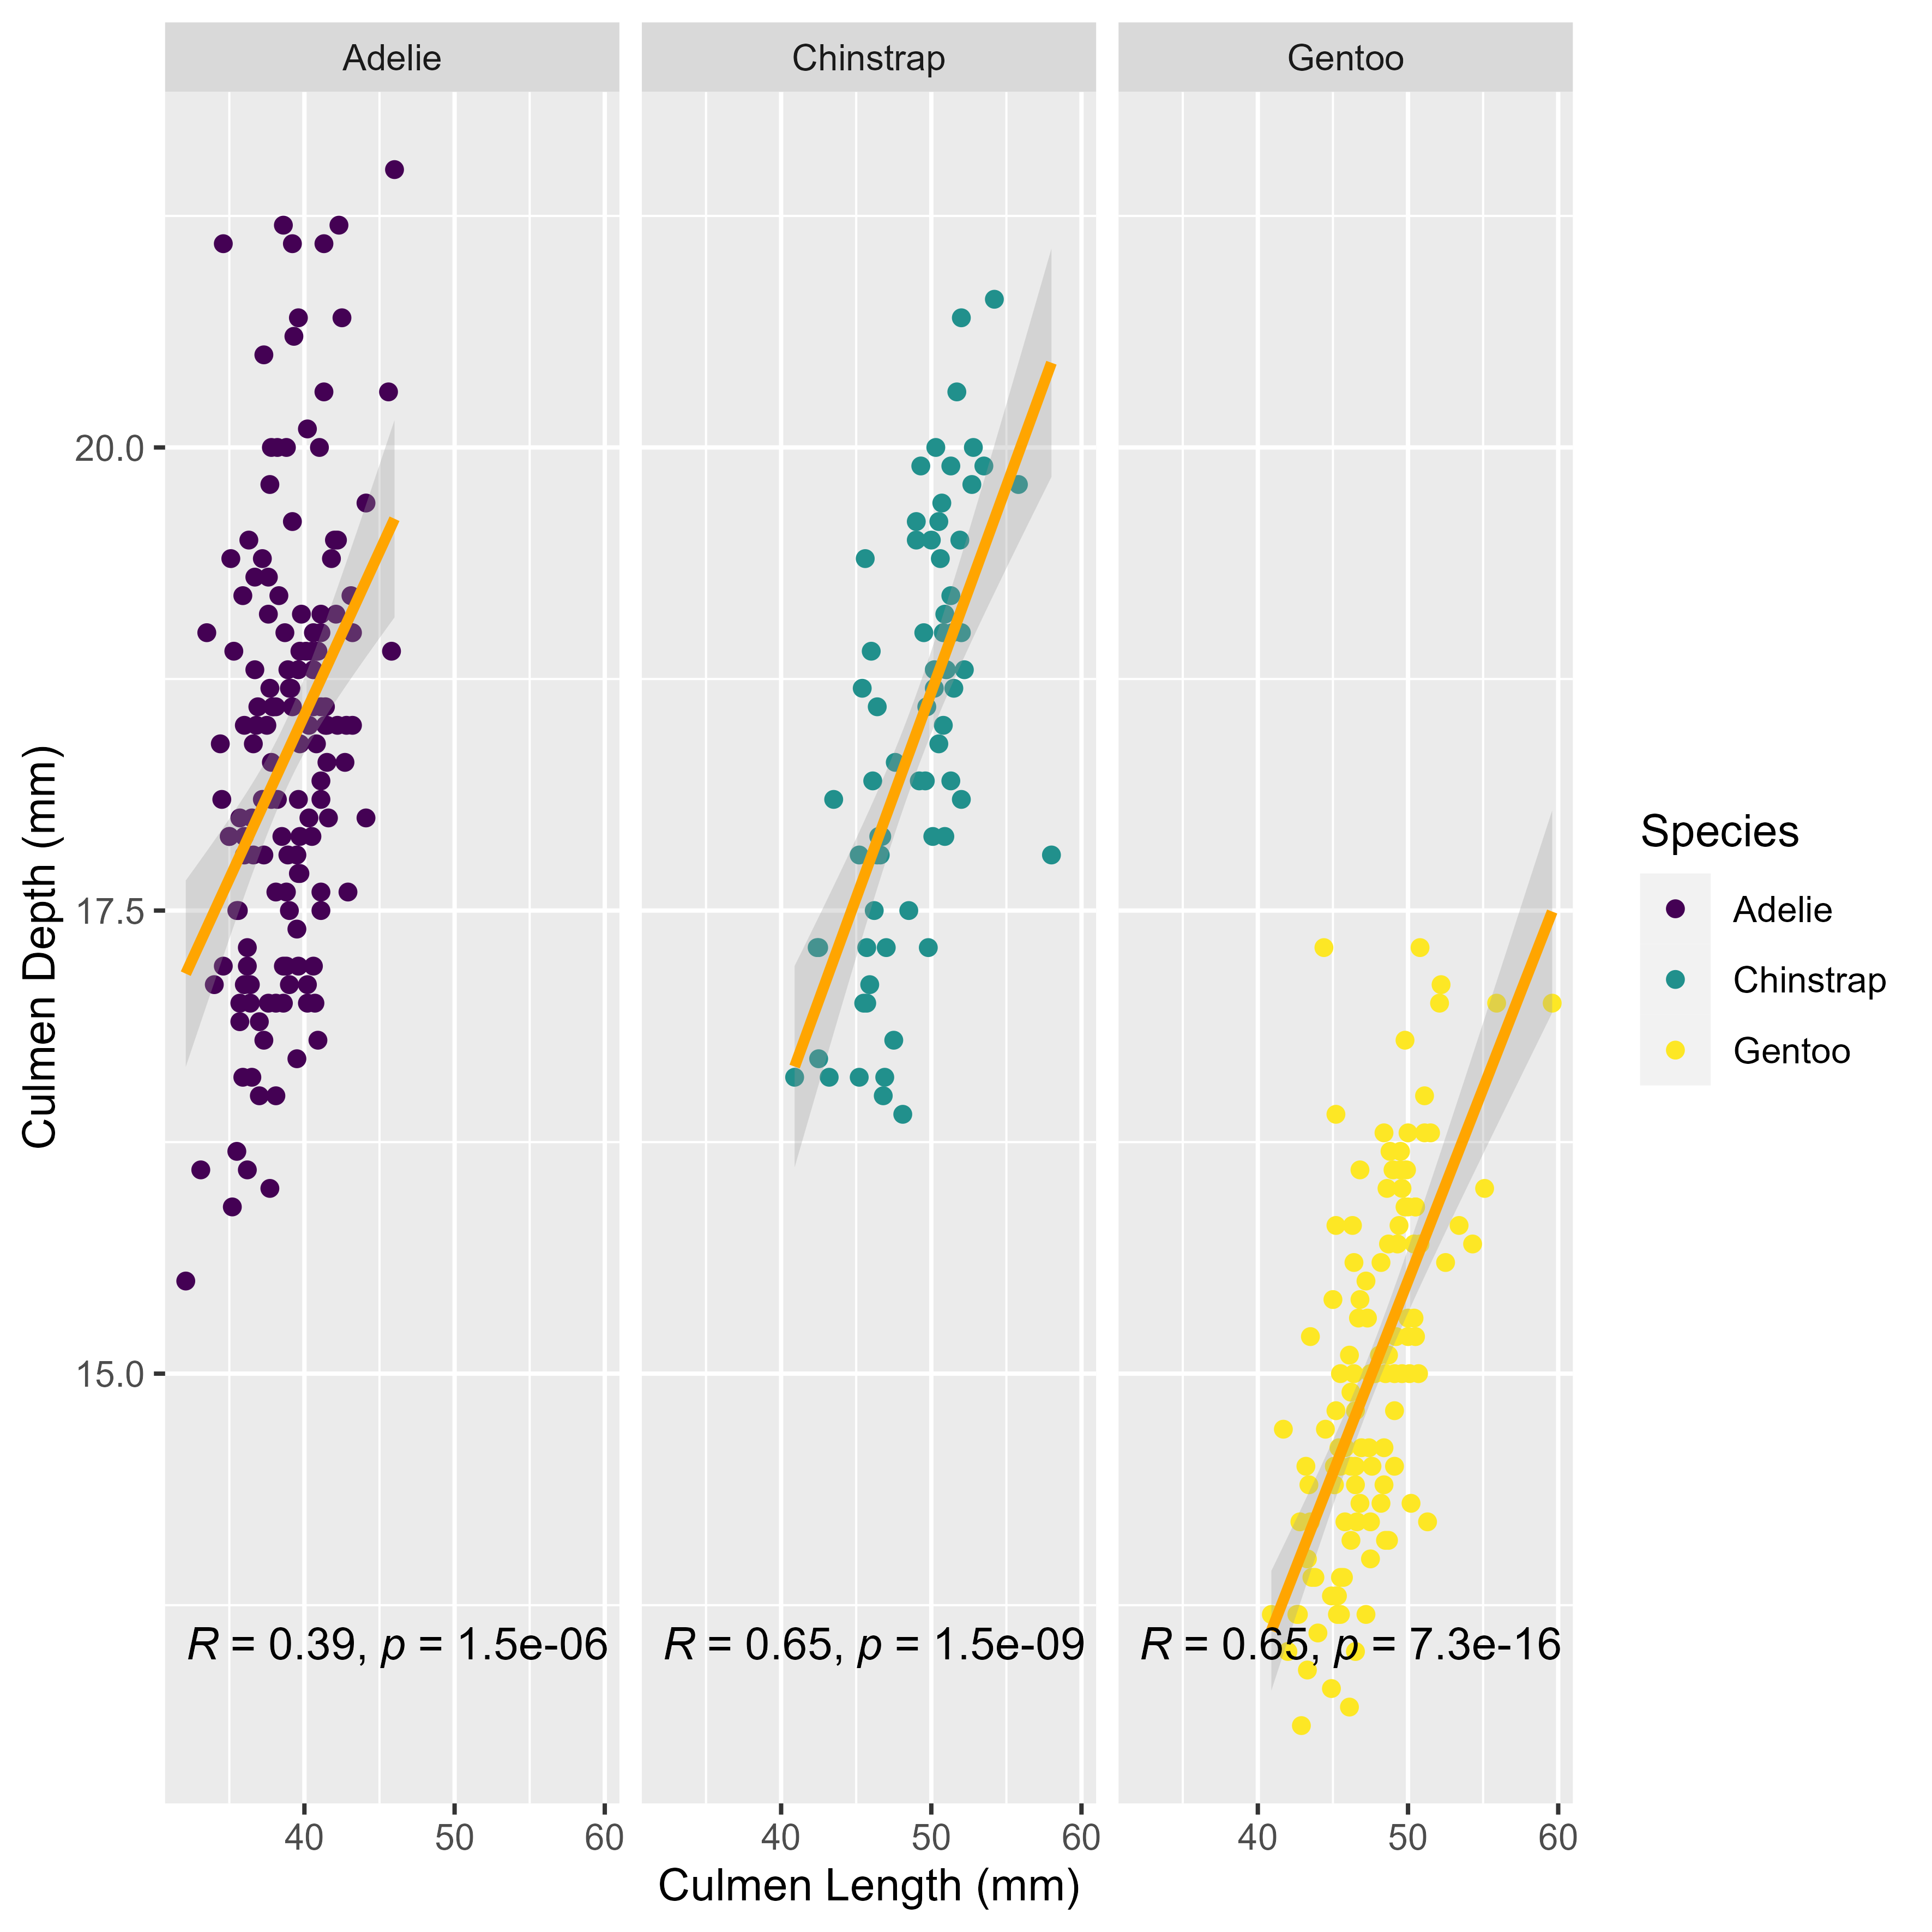 Adelie Chinstrap Gentoo
20.0
17.5
15.0
Culmen Depth (mm)
R = 0.39, p = 1.5e-06 R = 0.65, p = 1.5e-09 R = 0.65, p = 7.3e-16
40 50 60 40 50 60 40 50 60
Culmen Length (mm)
Species
Adelie
Chinstrap
Gentoo